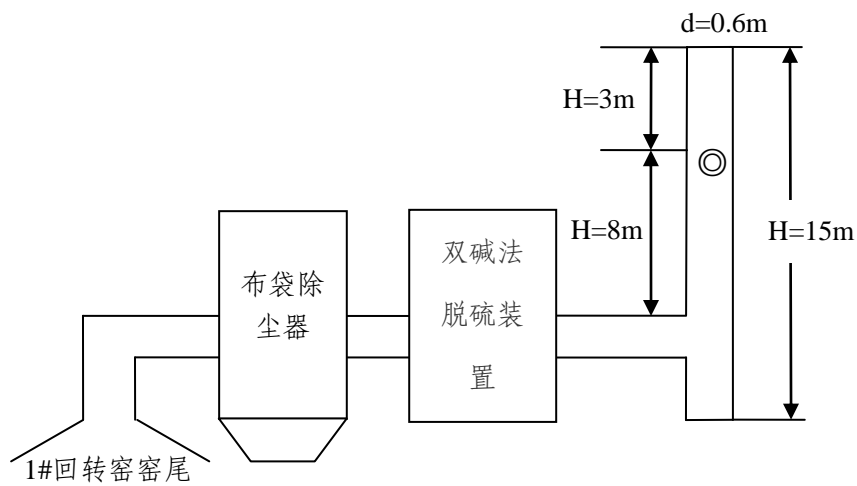 d=0.6m
H=3m
H=8m
H=15m
布袋除
尘器
双碱法
脱硫装
置
1#回转窑窑尾